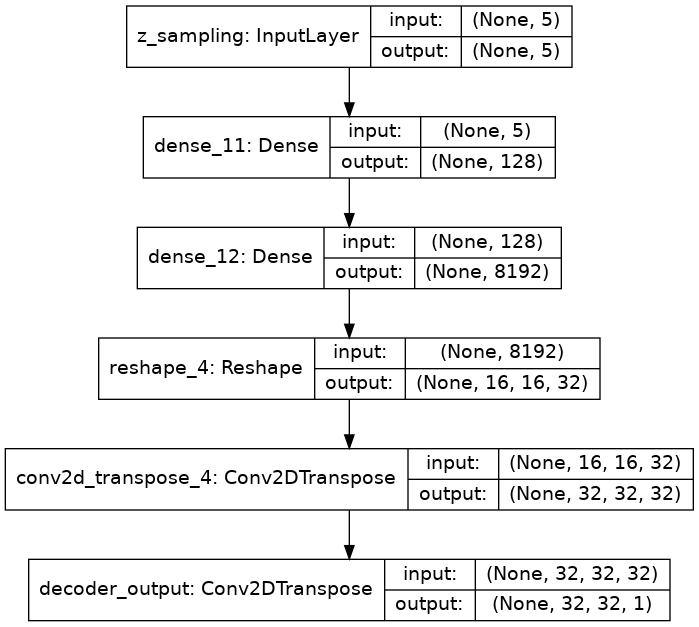 z_sampling: InputLayer
input: (None, 5)
output: (None, 5)
dense_11: Dense
input: (None, 5)
output: (None, 128)
dense_12: Dense
input: (None, 128)
output: (None, 8192)
reshape_4: Reshape
input: (None, 8192)
output: (None, 16, 16, 32)
conv2d_transpose_4: Conv2DTranspose
input: (None, 16, 16, 32)
output: (None, 32, 32, 32)
decoder_output: Conv2DTranspose
input: (None, 32, 32, 32)
output: (None, 32, 32, 1)